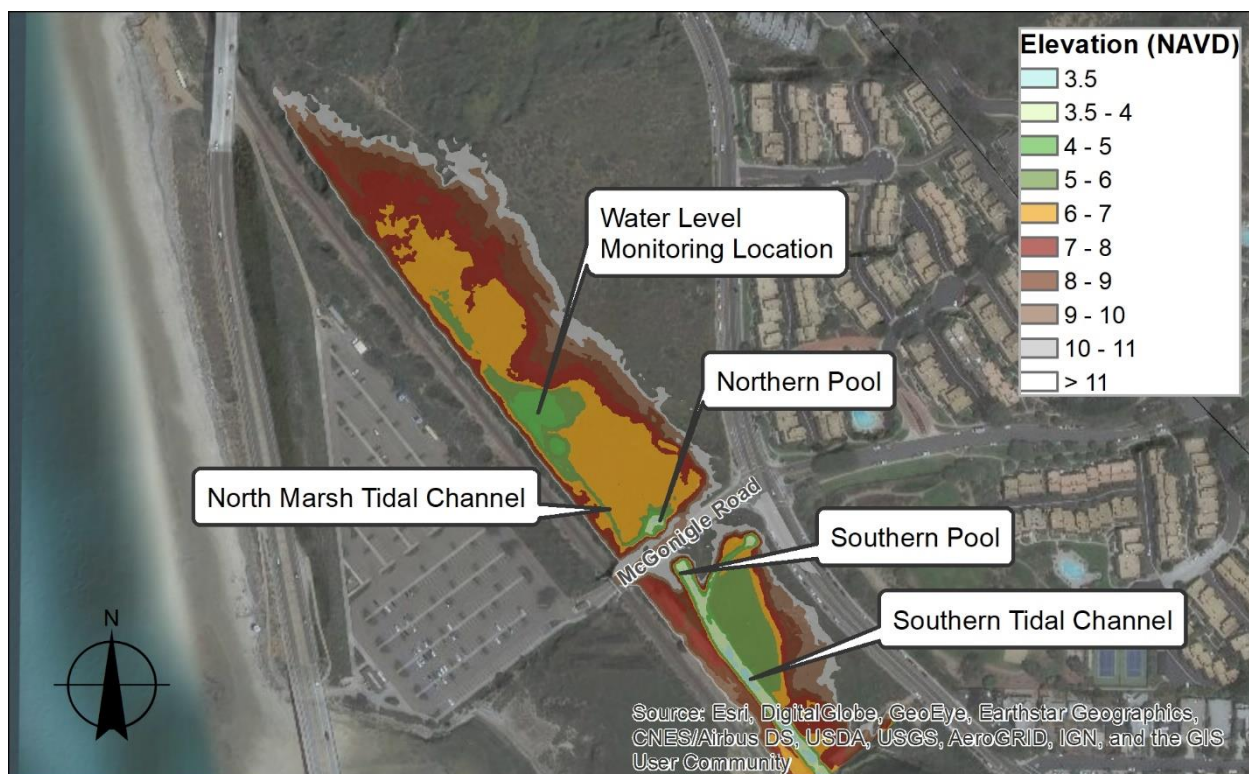 Elevation (NAVD)
3.5
3.5 - 4
4 - 5
5 - 6
6 - 7
7 - 8
8 - 9
9 - 10
10 - 11
> 11
Water Level
Monitoring Location
Northern Pool
North Marsh Tidal Channel
McGonigle Road
Southern Pool
Southern Tidal Channel
N
Source: Esri, DigitalGlobe, GeoEye, Earthstar Geographics,
CNES/Airbus DS, USDA, USGS, AeroGRID, IGN, and the GIS
User Community